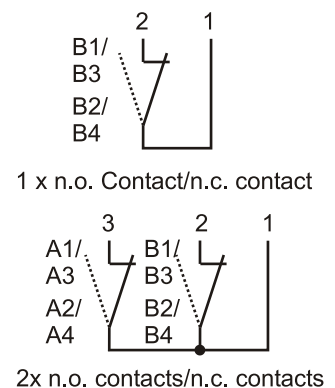 2 1
B1/
B3
B2/
B4
1 x n.o. Contact/n.c. contact
3 2 1
A1/ B1/
A3 B3
A2/ B2/
A4 B4
2x n.o. contacts/n.c. contacts